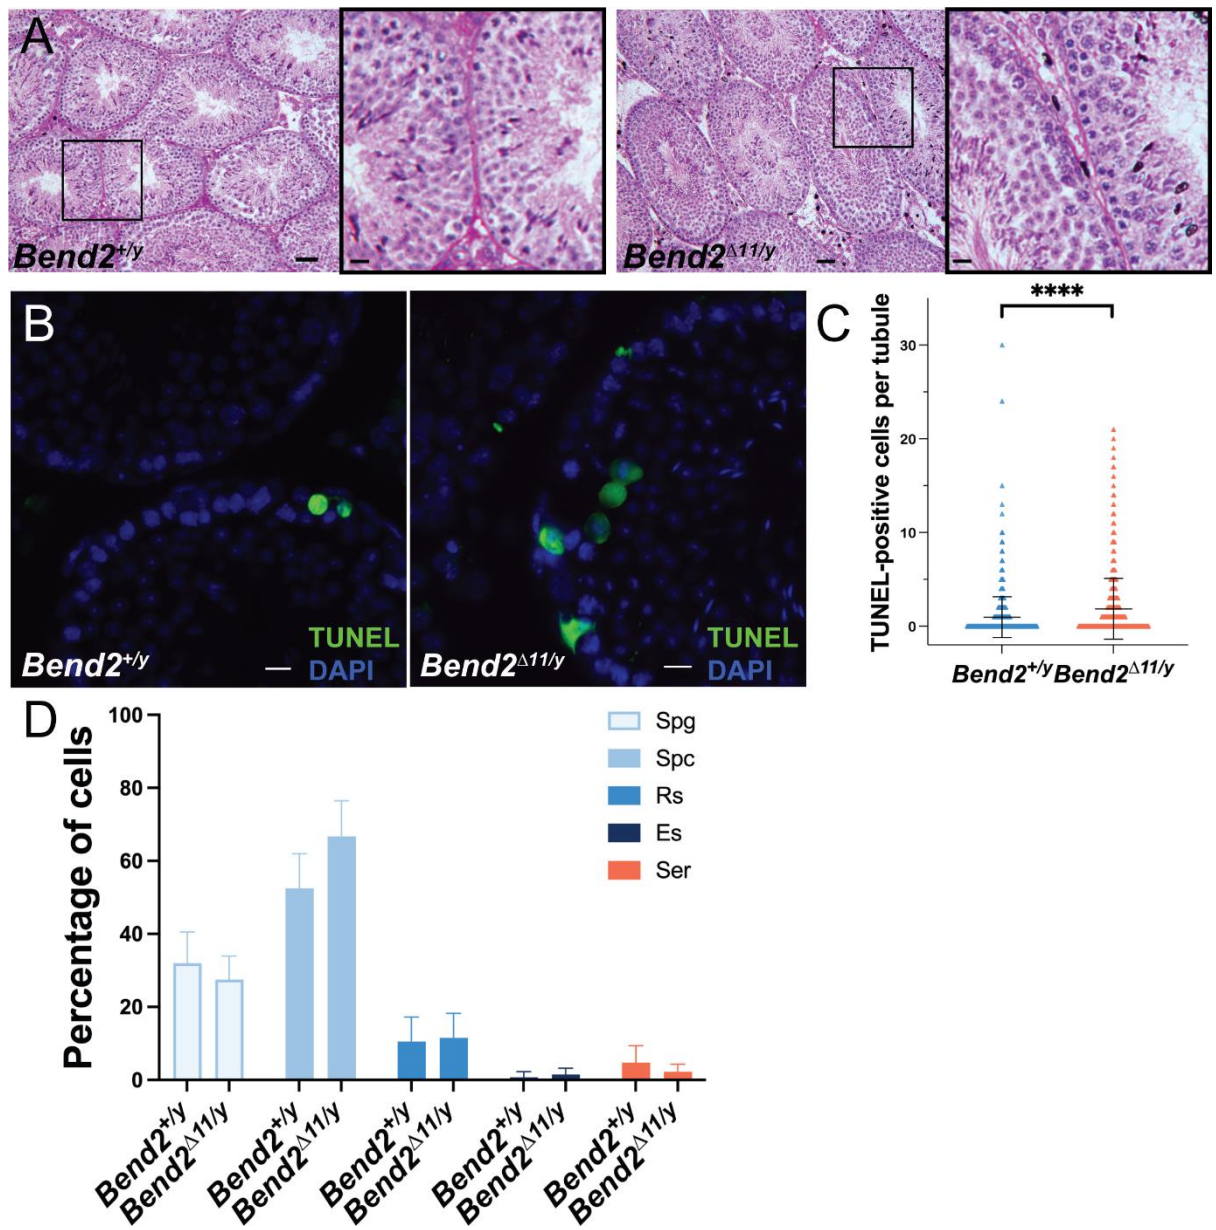 A
Bend2+/y
Bend2Δ11/y
B
TUNEL
DAPI
Bend2+/y
TUNEL
DAPI
Bend2Δ11/y
C
****
TUNEL-positive cells per tubule
30
20
10
0
Bend2+/y Bend2Δ11/y
D
Percentage of cells
100
80
60
40
20
0
Spg
Spc
Rs
Es
Ser
Bend2+/y
Bend2Δ11/y
Bend2+/y
Bend2Δ11/y
Bend2+/y
Bend2Δ11/y
Bend2+/y
Bend2Δ11/y
Bend2+/y
Bend2Δ11/y